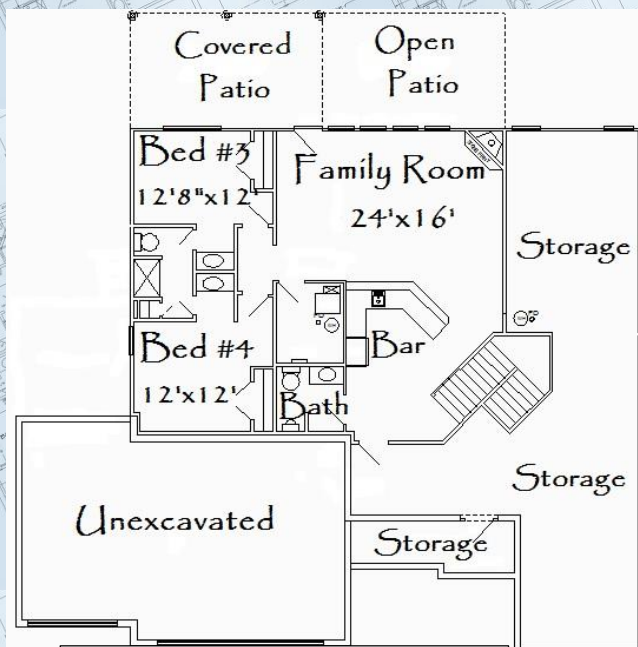 Covered
Patio
Open
Patio
Bed #3
12'8"x12'
Family Room
24'x16'
Storage
Bar
Bed #4
12'x12'
Bath
Storage
Unexcavated
Storage